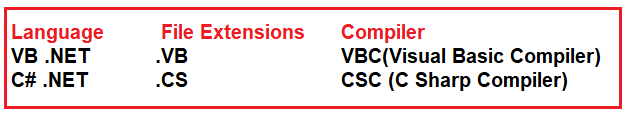 Language File Extensions Compiler
VB .NET .VB VBC(Visual Basic Compiler)
C# .NET .CS CSC (C Sharp Compiler)